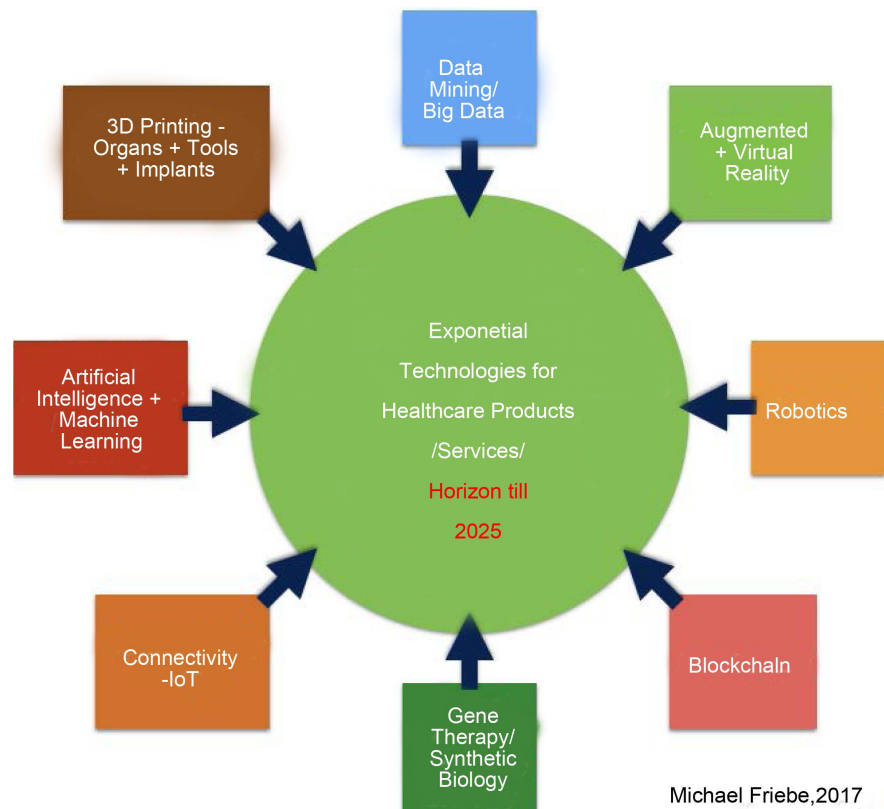 Data
Mining/
Big Data
3D Printing -
Organs + Tools
+ Implants
Augmented
+ Virtual
Reality
Exponetial
Technologies for
Healthcare Products
/Services/
Horizon till
2025
Artificial
Intelligence +
Machine
Learning
Robotics
Connectivity
-IoT
Blockchaln
Gene
Therapy/
Synthetic
Biology
Michael Friebe,2017